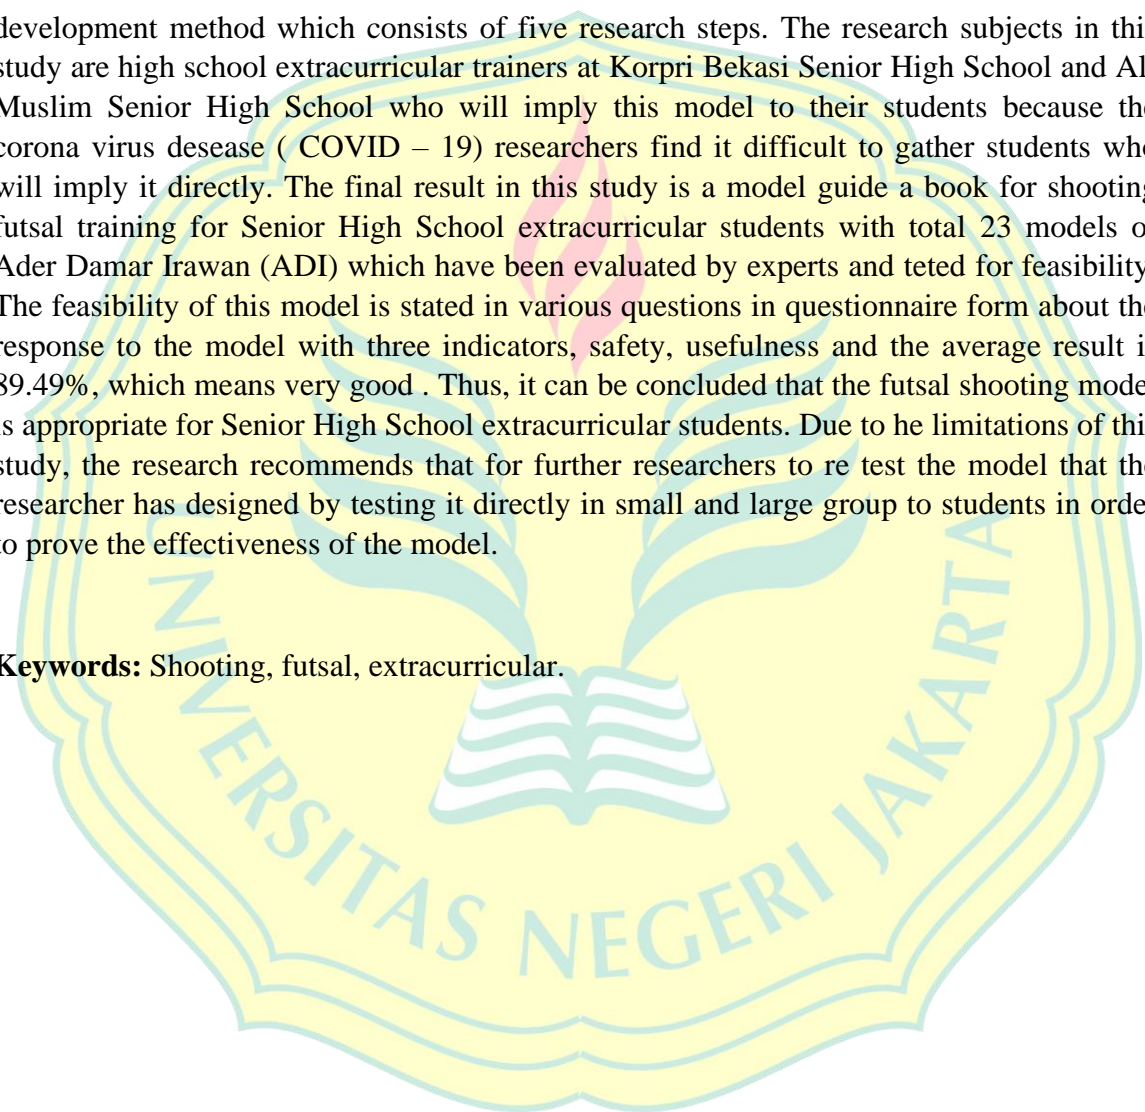 development method which consists of five research steps. The research subjects in thi
study are high school extracurricular trainers at Korpri Bekasi Senior High School and Al
Muslim Senior High School who will imply this model to their students because th
corona virus desease ( COVID – 19) researchers find it difficult to gather students wh
will imply it directly. The final result in this study is a model guide a book for shooting
futsal training for Senior High School extracurricular students with total 23 models o
Ader Damar Irawan (ADI) which have been evaluated by experts and teted for feasibility
The feasibility of this model is stated in various questions in questionnaire form about th
response to the model with three indicators, safety, usefulness and the average result i
89.49%, which means very good . Thus, it can be concluded that the futsal shooting mode
is appropriate for Senior High School extracurricular students. Due to he limitations of thi
study, the research recommends that for further researchers to re test the model that th
researcher has designed by testing it directly in small and large group to students in orde
to prove the effectiveness of the model.
Keywords: Shooting, futsal, extracurricular.
UNIVERSITAS NEGERI JAKARTA